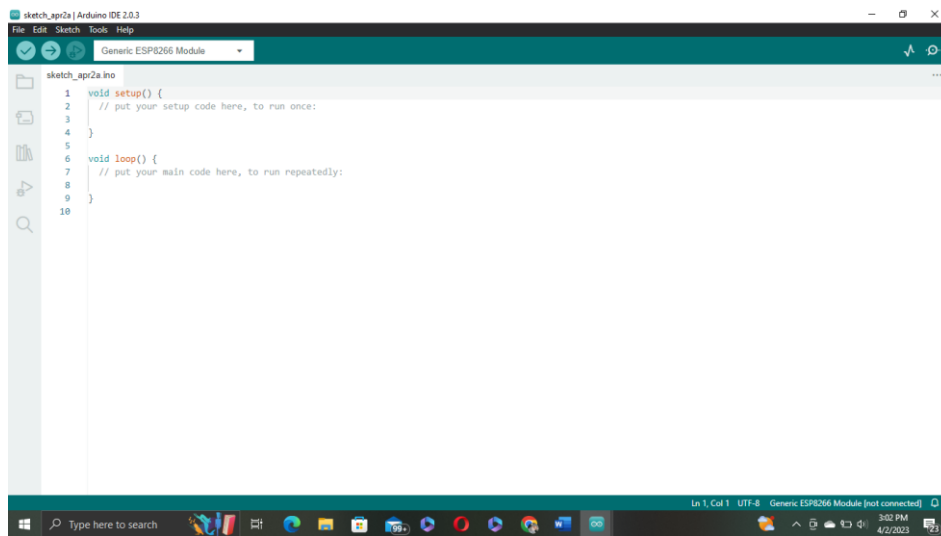 sketch_apr2a | Arduino IDE 2.0.3
File Edit Sketch Tools Help
Generic ESP8266 Module
sketch_apr2a.ino
1 void setup() {
2 // put your setup code here, to run once:
3
4 }
5
6 void loop() {
7 // put your main code here, to run repeatedly:
8
9 }
10
Ln 1, Col 1 UTF-8 Generic ESP8266 Module [not connected]
Type here to search
99+
3:02 PM
4/2/2023
23